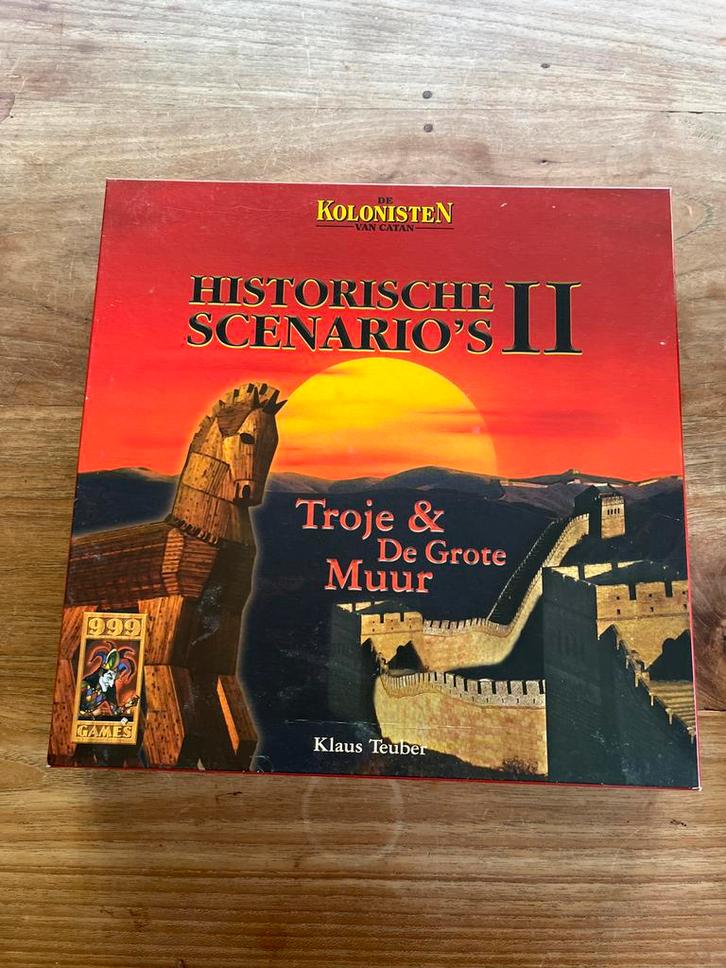 DE
KOLONISTEN
VAN CATAN
HISTORISCHE
SCENARIO'S II
Troje &
De Grote
Muur
999
GAMES
Klaus Teuber